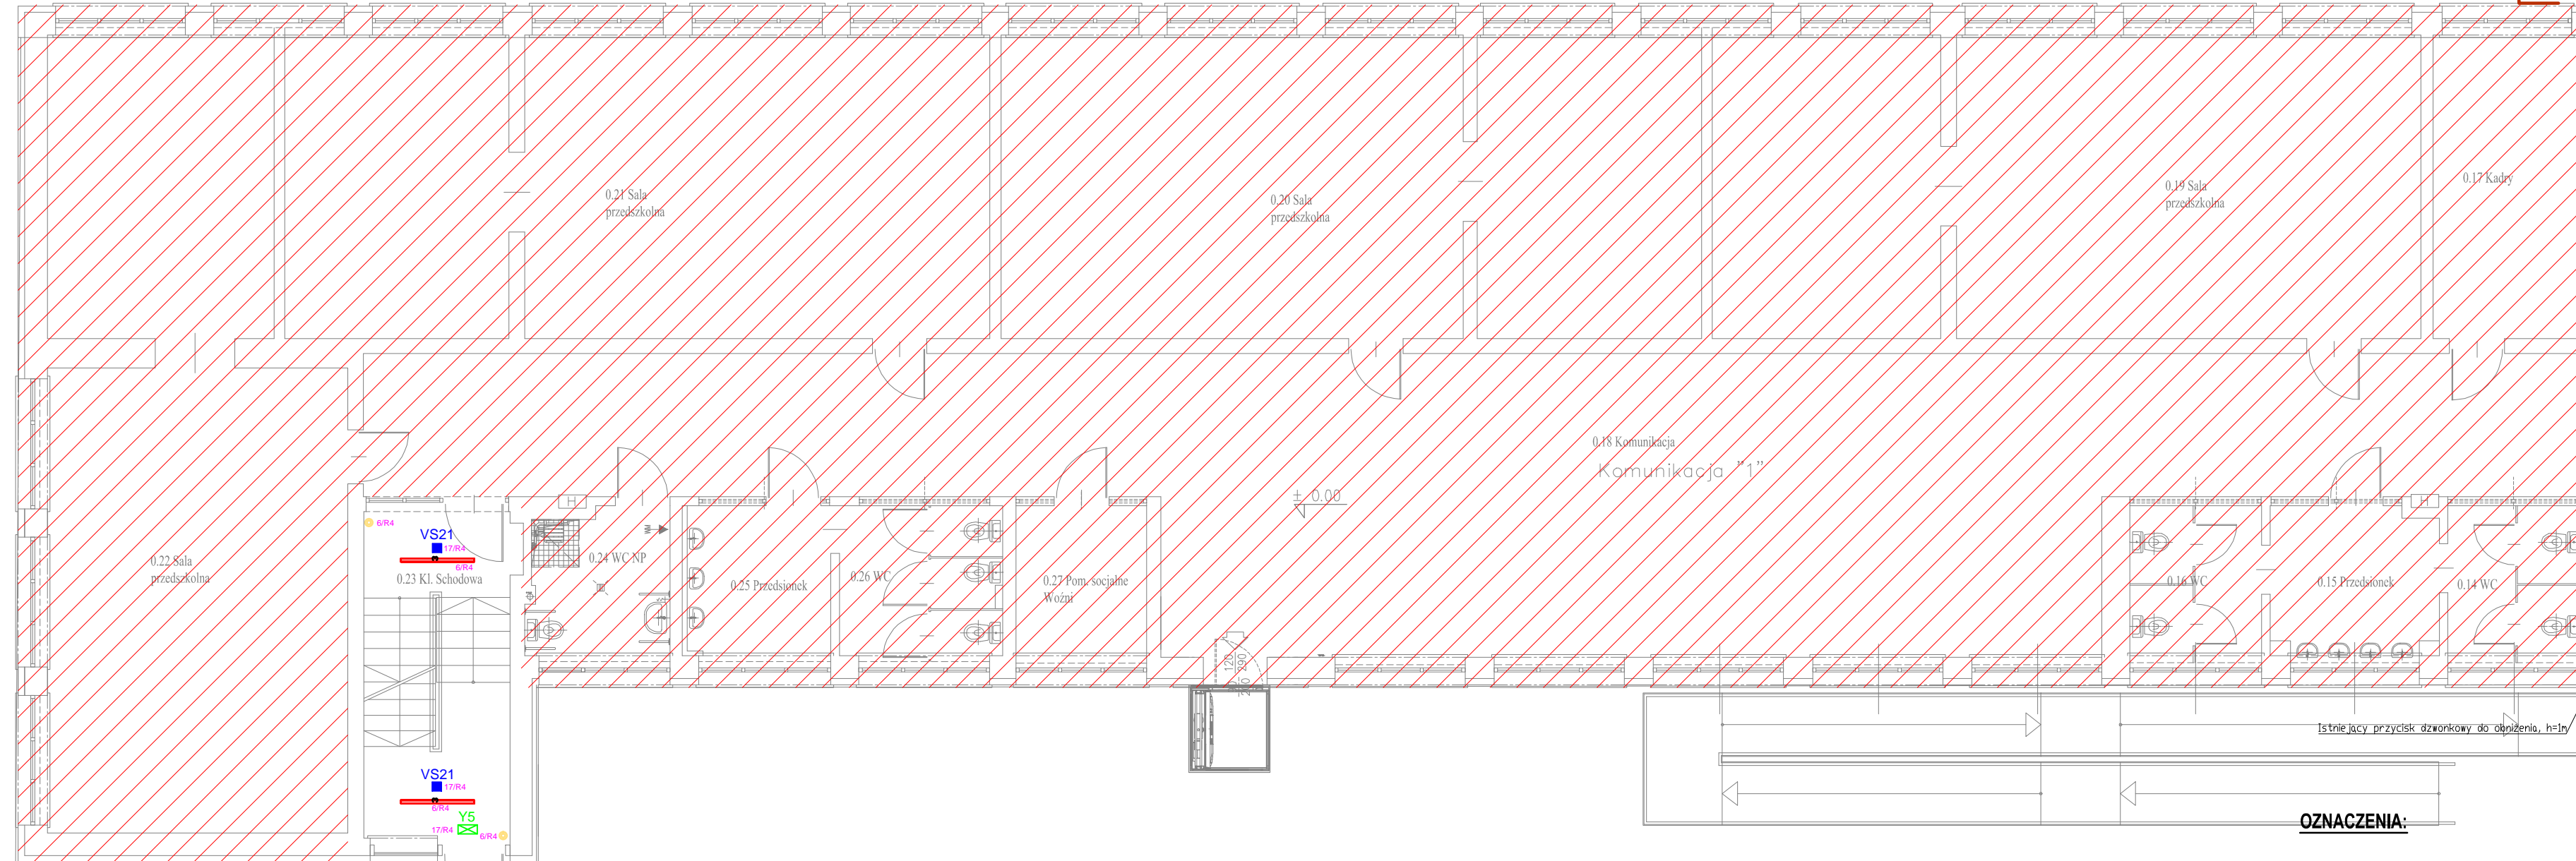 0.21 Sala
przedszkolna
0.20 Sala
przedszkolna
0.19 Sala
przedszkolna
0.17 Kadry
0.18 Komunikacja
Komunikacja "1"
± 0.00
H
H
6/R4
VS21
17/R4
6/R4
0.23 Kl. Schodowa
0.22 Sala
przedszkolna
0.24 WC NP
0.25 Przedsionek
0.26 WC
0.27 Pom. socjalne
Woźni
0.16 WC
0.15 Przedsionek
0.14 WC
120
290
Istniejący przycisk dzwonkowy do obniżenia, h=1m
VS21
17/R4
6/R4
Y5
17/R4
6/R4
OZNACZENIA: